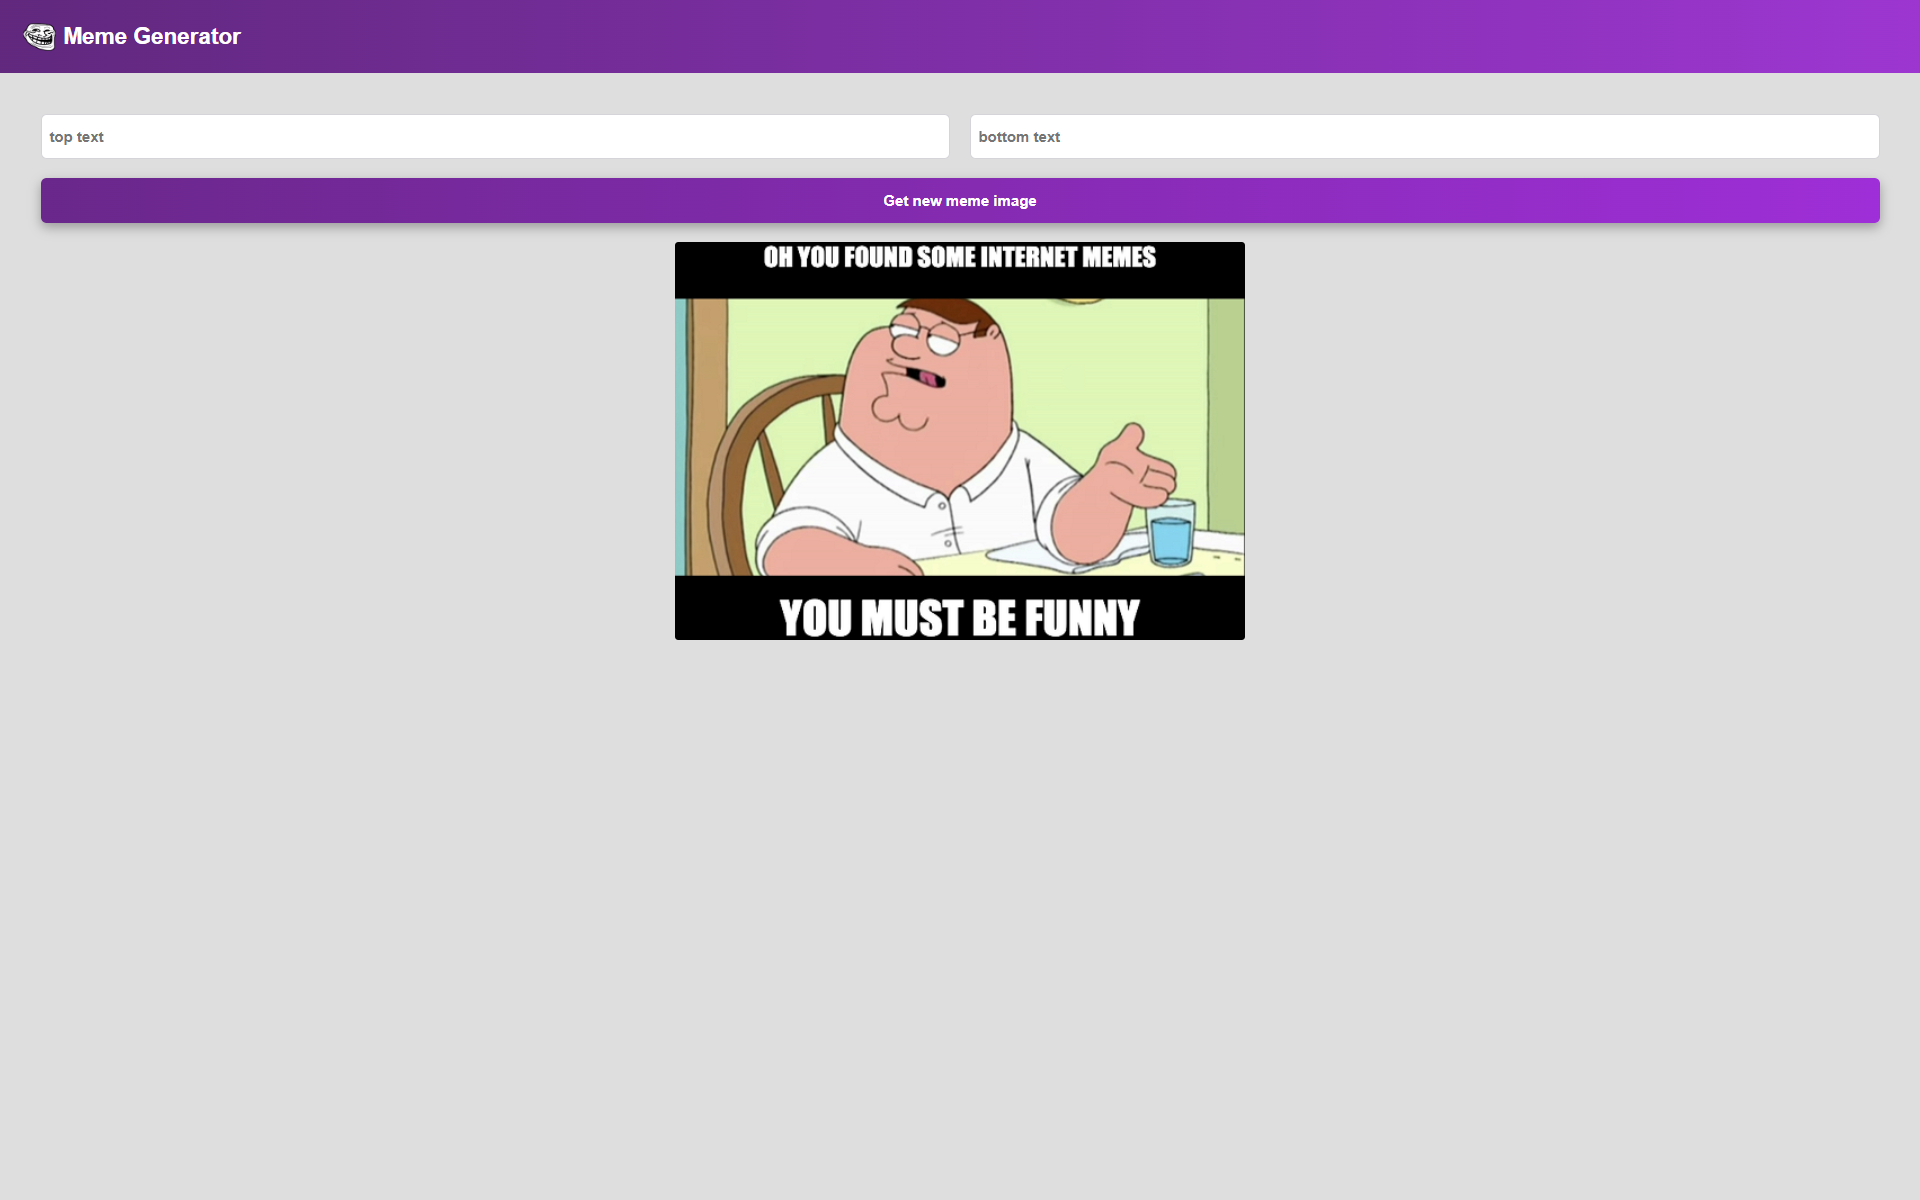 Meme Generator
top text
bottom text
Get new meme image
OH YOU FOUND SOME INTERNET MEMES
YOU MUST BE FUNNY